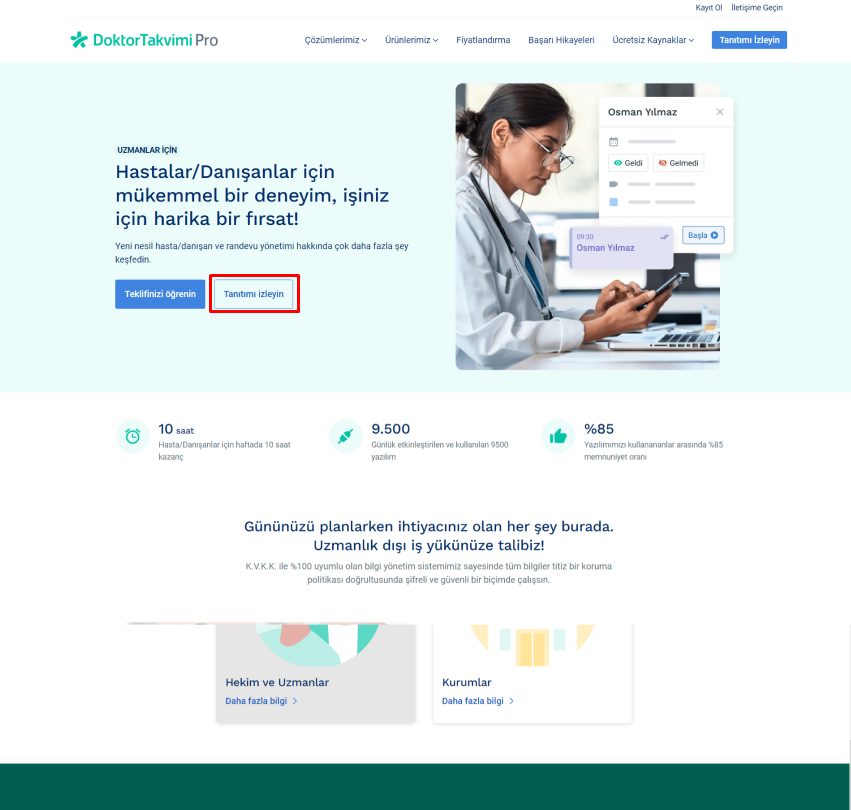 Kayıt Ol İletişime Geçin
DoktorTakvimi Pro Çözümlerimiz Ürünlerimiz Fiyatlandırma Başarı Hikayeleri Ücretsiz Kaynaklar Tanıtımı İzleyin
UZMANLAR İÇİN
Hastalar/Danışanlar için
mükemmel bir deneyim, işiniz
için harika bir fırsat!
Yeni nesil hasta/danışan ve randevu yönetimi hakkında çok daha fazla şey
keşfedin.
Teklifinizi öğrenin Tanıtımı izleyin
Osman Yılmaz
Geldi Gelmedi
09:30
Osman Yılmaz
Başla
10 saat
Hasta/Danışanlar için haftada 10 saat
kazanç
9.500
Günlük etkinleştirilen ve kullanılan 9500
yazılım
%85
Yazılımımızı kullanananlar arasında %85
memnuniyet oranı
Gününüzü planlarken ihtiyacınız olan her şey burada.
Uzmanlık dışı iş yükünüze talibiz!
K.V.K.K. ile %100 uyumlu olan bilgi yönetim sistemimiz sayesinde tüm bilgiler titiz bir koruma
politikası doğrultusunda şifreli ve güvenli bir biçimde çalışsın.
Hekim ve Uzmanlar
Daha fazla bilgi
Kurumlar
Daha fazla bilgi